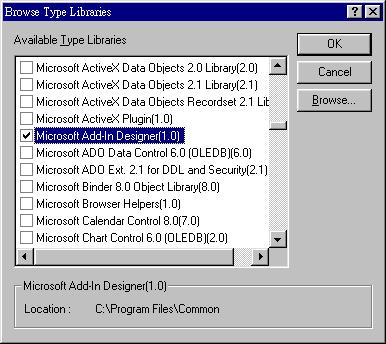 Browse Type Libraries
Available Type Libraries
Microsoft ActiveX Data Objects 2.0 Library(2.0)
Microsoft ActiveX Data Objects 2.1 Library(2.1)
Microsoft ActiveX Data Objects Recordset 2.1 Lib
Microsoft ActiveX Plugin(1.0)
Microsoft Add-In Designer(1.0)
Microsoft ADO Data Control 6.0 (OLEDB)(6.0)
Microsoft ADO Ext. 2.1 for DDL and Security(2.1)
Microsoft Binder 8.0 Object Library(8.0)
Microsoft Browser Helpers(1.0)
Microsoft Calendar Control 8.0(7.0)
Microsoft Chart Control 6.0 (OLEDB)(2.0)
OK
Cancel
Browse...
Microsoft Add-In Designer(1.0)
Location : C:\Program Files\Common